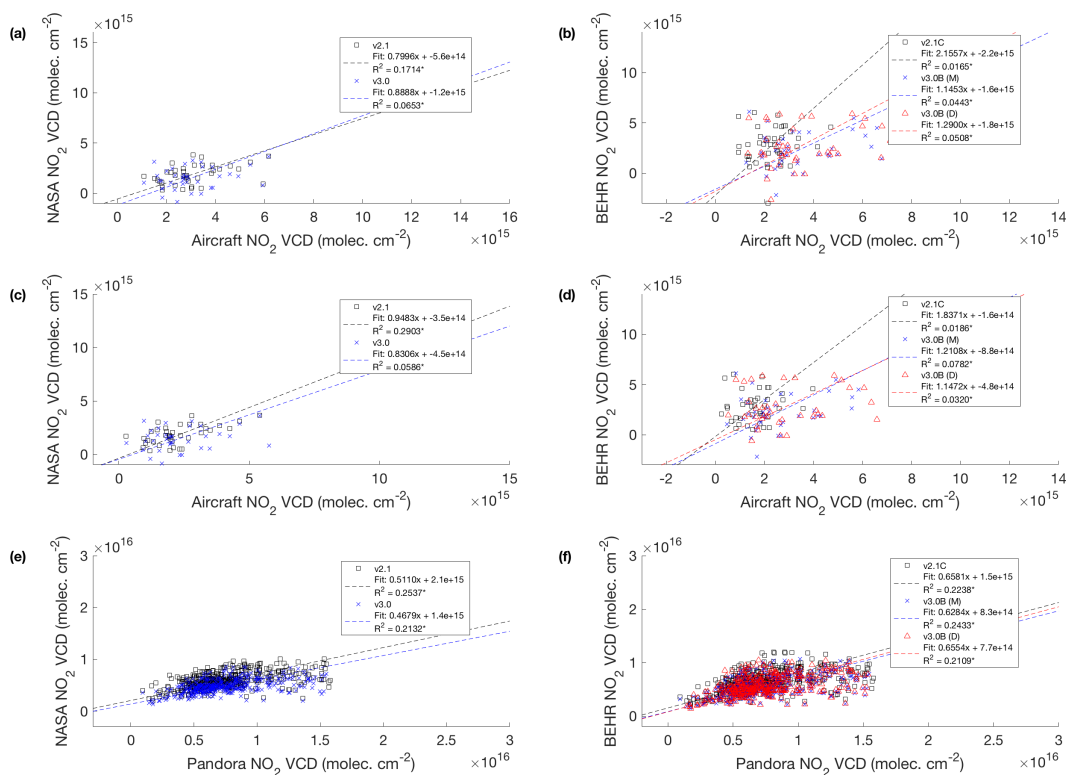 (a)
×10^15
15
10
5
0
NASA NO2 VCD (molec. cm-2)
v2.1
Fit: 0.7996x + -5.6e+14
R2 = 0.1714*
v3.0
Fit: 0.8888x + -1.2e+15
R2 = 0.0653*
0 2 4 6 8 10 12 14 16
Aircraft NO2 VCD (molec. cm-2)
×10^15
(b)
×10^15
10
5
0
BEHR NO2 VCD (molec. cm-2)
v2.1C
Fit: 2.1557x + -2.2e+15
R2 = 0.0165*
v3.0B (M)
Fit: 1.1453x + -1.6e+15
R2 = 0.0443*
v3.0B (D)
Fit: 1.2900x + -1.8e+15
R2 = 0.0508*
-2 0 2 4 6 8 10 12 14
Aircraft NO2 VCD (molec. cm-2)
×10^15
(c)
×10^15
15
10
5
0
NASA NO2 VCD (molec. cm-2)
v2.1
Fit: 0.9483x + -3.5e+14
R2 = 0.2903*
v3.0
Fit: 0.8306x + -4.5e+14
R2 = 0.0586*
0 5 10 15
Aircraft NO2 VCD (molec. cm-2)
×10^15
(d)
×10^15
10
5
0
BEHR NO2 VCD (molec. cm-2)
v2.1C
Fit: 1.8371x + -1.6e+14
R2 = 0.0186*
v3.0B (M)
Fit: 1.2108x + -8.8e+14
R2 = 0.0782*
v3.0B (D)
Fit: 1.1472x + -4.8e+14
R2 = 0.0320*
-2 0 2 4 6 8 10 12 14
Aircraft NO2 VCD (molec. cm-2)
×10^15
(e)
×10^16
3
2
1
0
NASA NO2 VCD (molec. cm-2)
v2.1
Fit: 0.5110x + 2.1e+15
R2 = 0.2537*
v3.0
Fit: 0.4679x + 1.4e+15
R2 = 0.2132*
0 0.5 1 1.5 2 2.5 3
Pandora NO2 VCD (molec. cm-2)
×10^16
(f)
×10^16
3
2
1
0
BEHR NO2 VCD (molec. cm-2)
v2.1C
Fit: 0.6581x + 1.5e+15
R2 = 0.2238*
v3.0B (M)
Fit: 0.6284x + 8.3e+14
R2 = 0.2433*
v3.0B (D)
Fit: 0.6554x + 7.7e+14
R2 = 0.2109*
0 0.5 1 1.5 2 2.5 3
Pandora NO2 VCD (molec. cm-2)
×10^16